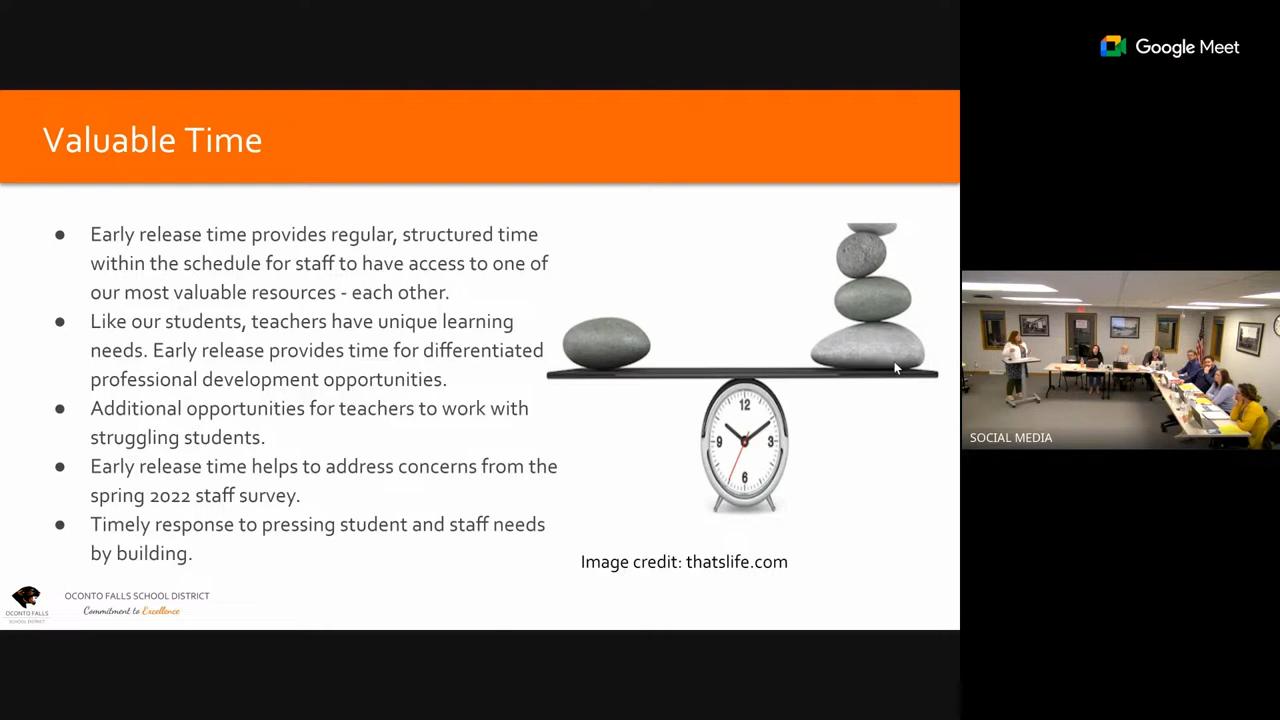 Google Meet
Valuable Time
● Early release time provides regular, structured time
within the schedule for staff to have access to one of
our most valuable resources - each other.
● Like our students, teachers have unique learning
needs. Early release provides time for differentiated
professional development opportunities.
● Additional opportunities for teachers to work with
struggling students.
● Early release time helps to address concerns from the
spring 2022 staff survey.
● Timely response to pressing student and staff needs
by building.
12
9
3
6
Image credit: thatslife.com
OCONTO FALLS
SCHOOL DISTRICT
OCONTO FALLS SCHOOL DISTRICT
Commitment to Excellence
SOCIAL MEDIA